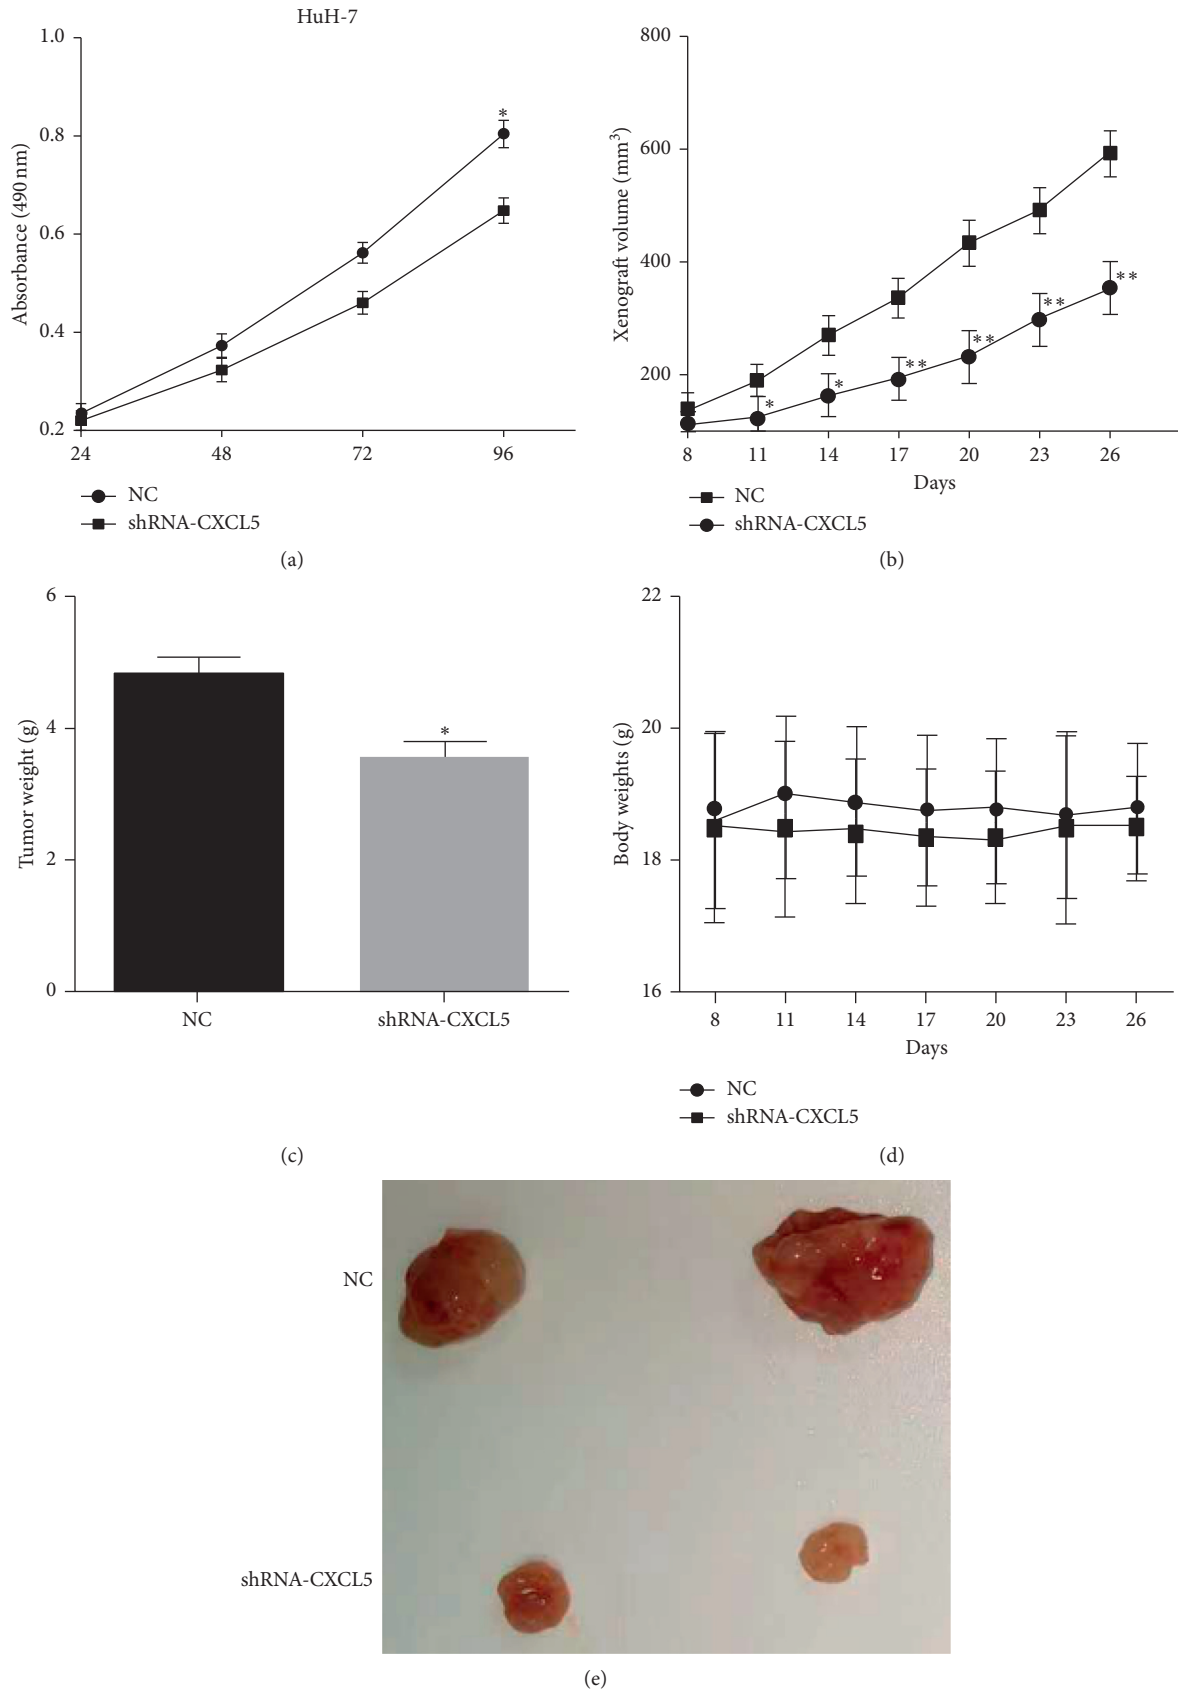 HuH-7
1.0
0.8
0.6
0.4
0.2
Absorbance (490 nm)
24 48 72 96
*
NC
shRNA-CXCL5
(a)
800
600
400
200
Xenograft volume (mm³)
8 11 14 17 20 23 26
Days
* * ** ** ** **
NC
shRNA-CXCL5
(b)
6
4
2
0
Tumor weight (g)
*
NC shRNA-CXCL5
(c)
22
20
18
16
Body weights (g)
8 11 14 17 20 23 26
Days
NC
shRNA-CXCL5
(d)
NC
shRNA-CXCL5
(e)